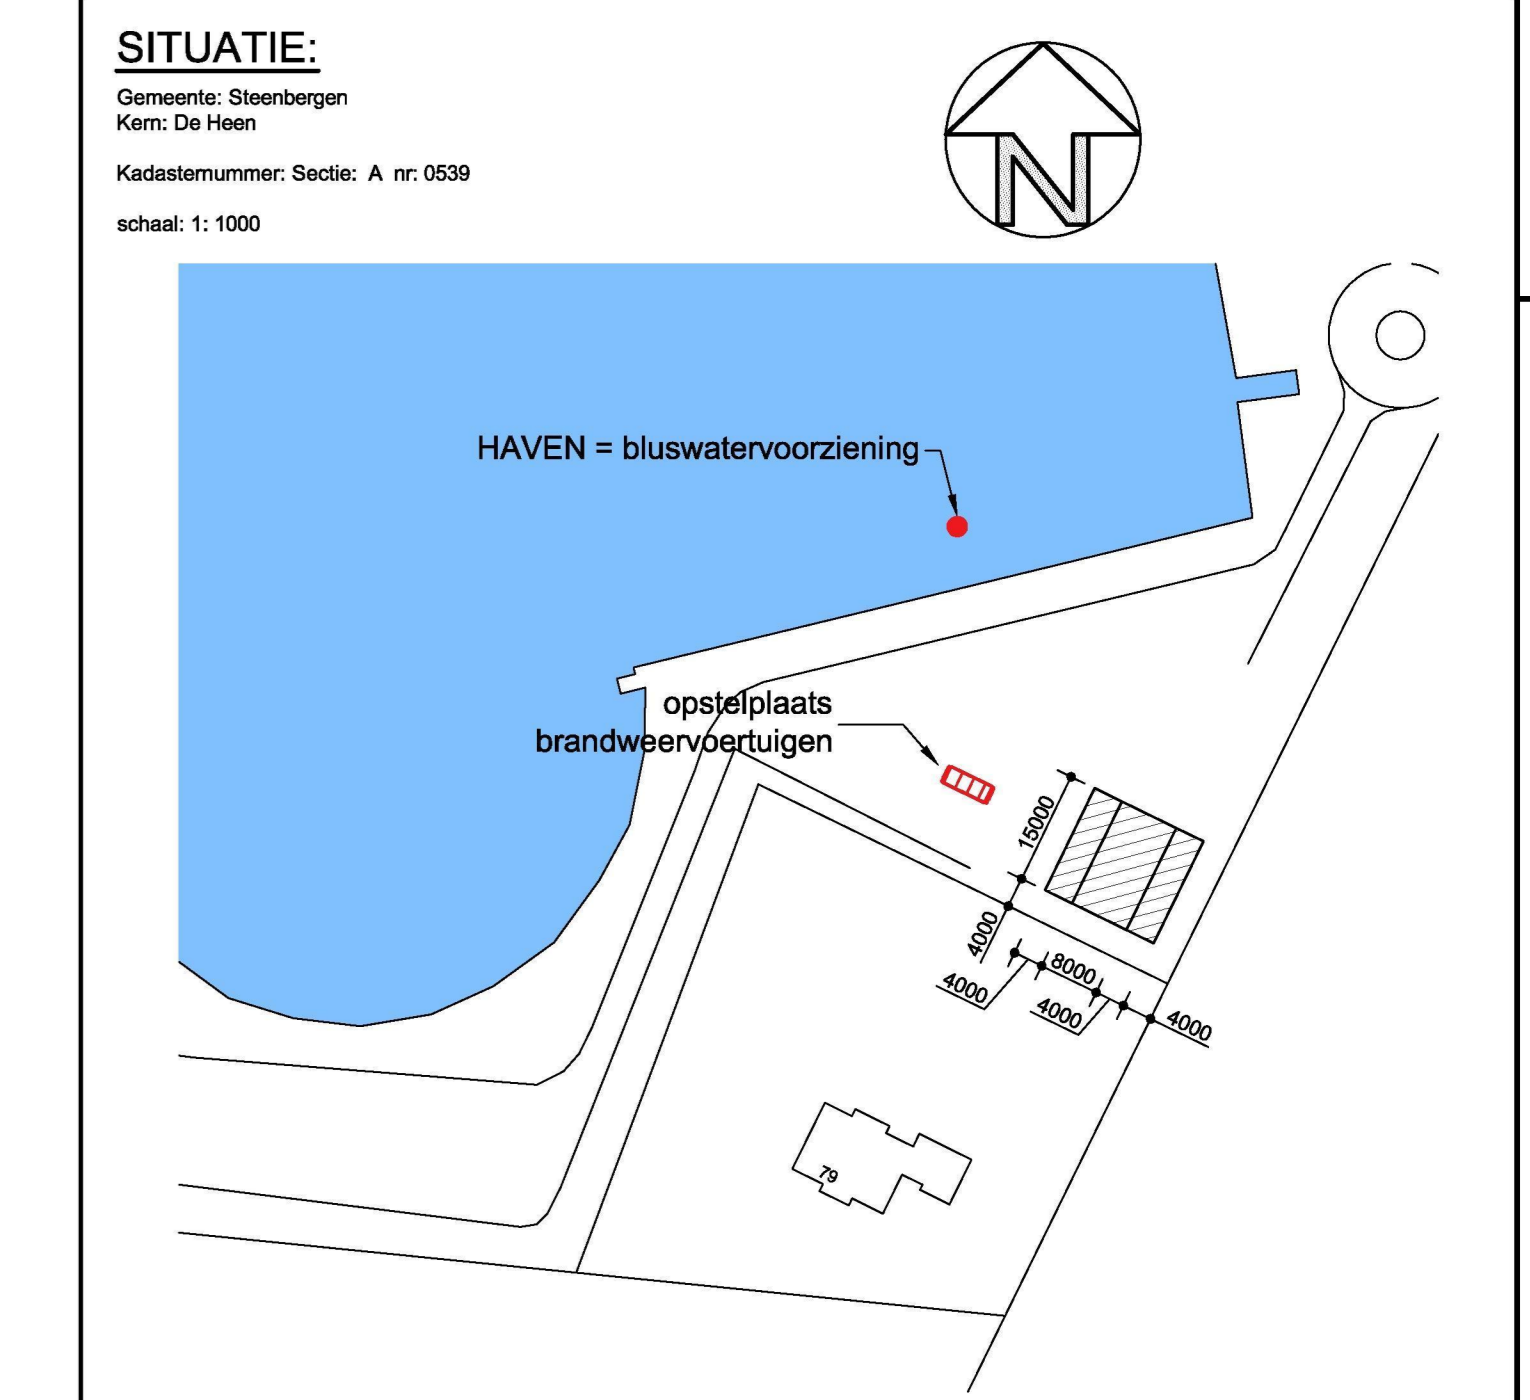 SITUATIE:
Gemeente: Steenbergen
Kern: De Heen
Kadasternummer: Sectie: A nr: 0539
schaal: 1: 1000
N
HAVEN = bluswatervoorziening
opstelplaats
brandweervoertuigen
15000
4000
8000
4000
4000
4000
79